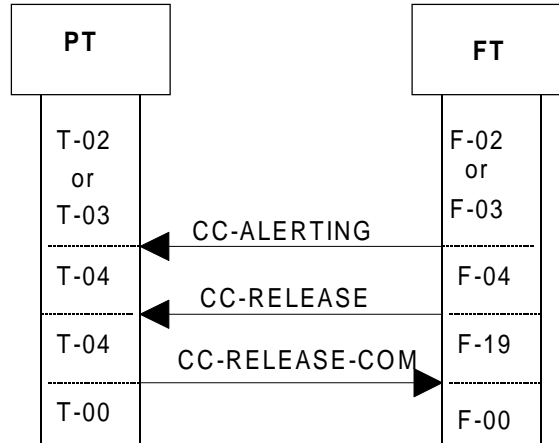 PT
FT
T-02
or
T-03
F-02
or
F-03
CC-ALERTING
T-04
F-04
CC-RELEASE
T-04
F-19
CC-RELEASE-COM
T-00
F-00